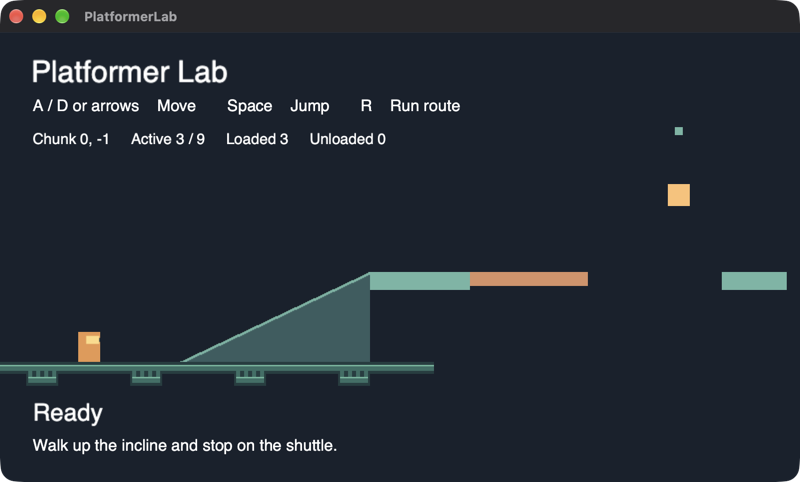 PlatformerLab
Platformer Lab
A / D or arrows Move Space Jump R Run route
Chunk 0, -1 Active 3 / 9 Loaded 3 Unloaded 0
Ready
Walk up the incline and stop on the shuttle.